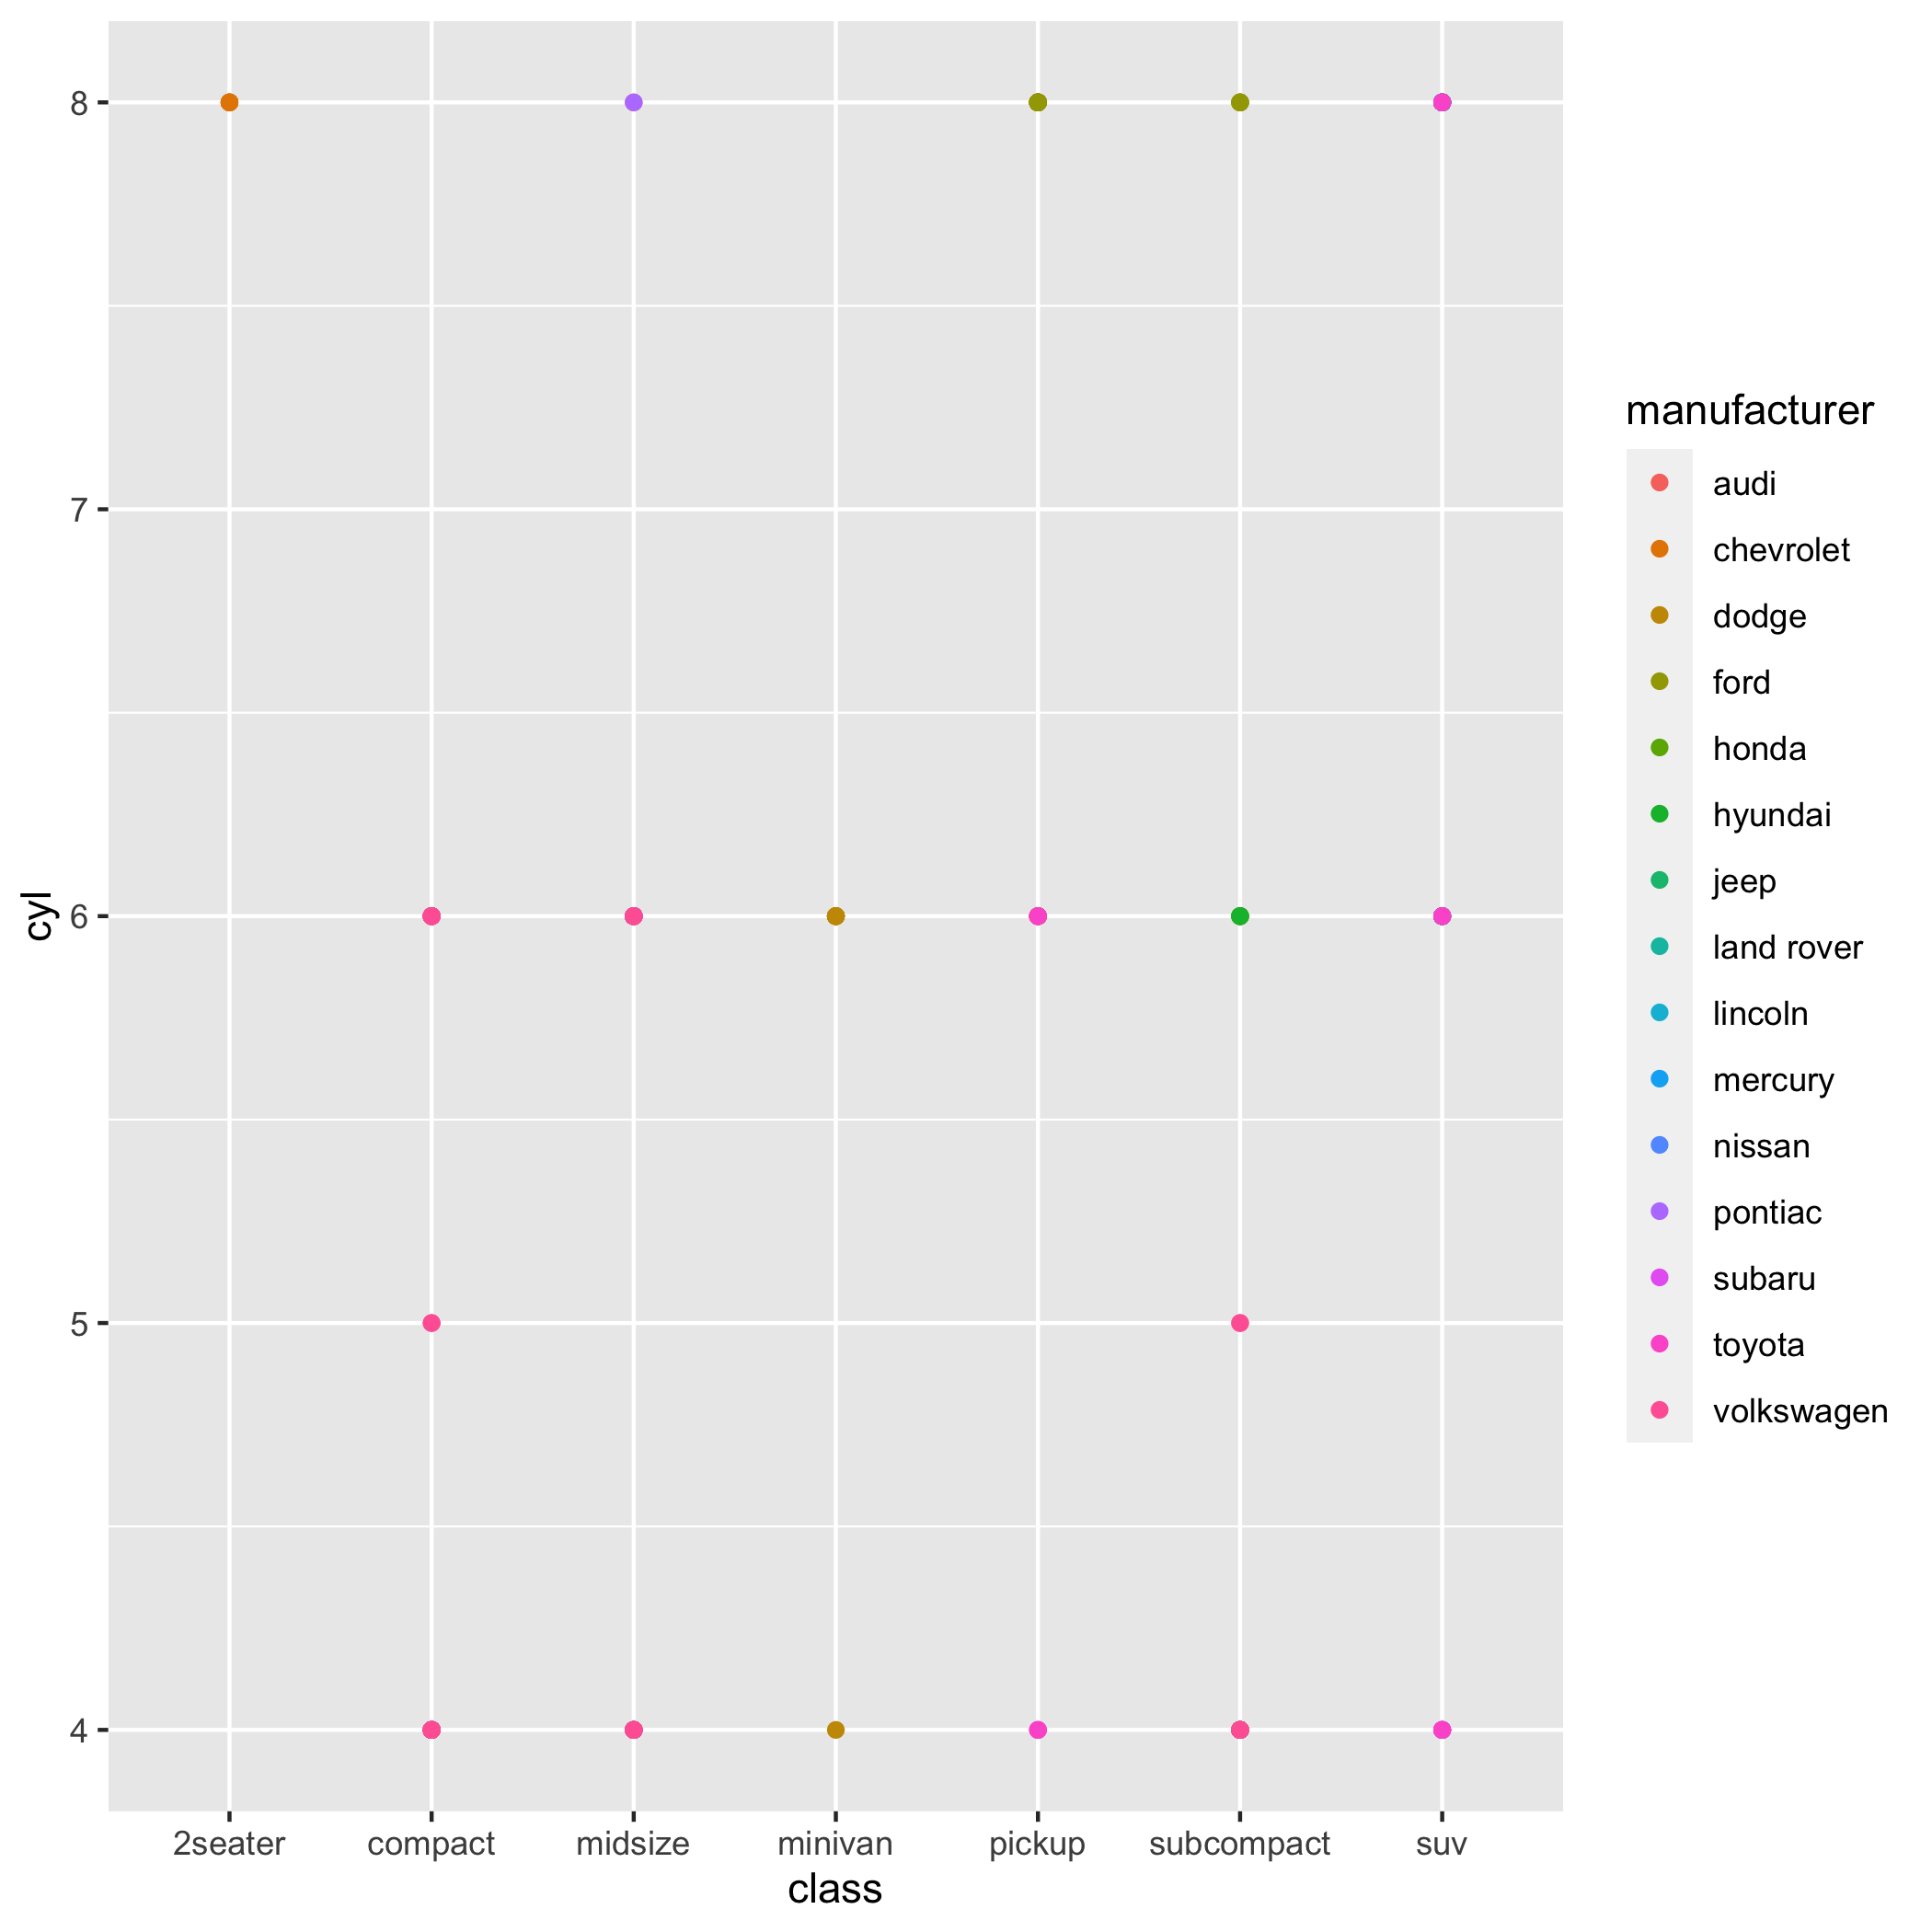 8
7
6
5
4
cyl
2seater compact midsize minivan pickup subcompact suv
class
manufacturer
audi
chevrolet
dodge
ford
honda
hyundai
jeep
land rover
lincoln
mercury
nissan
pontiac
subaru
toyota
volkswagen